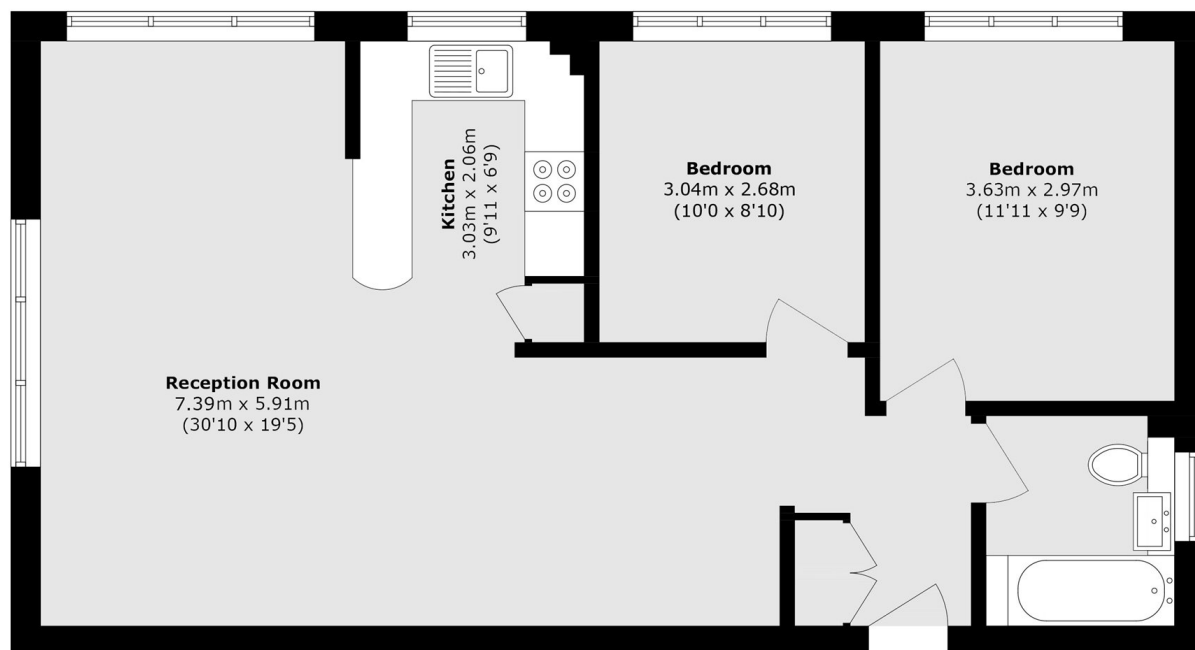 Kitchen
3.03m x 2.06m
(9'11 x 6'9)
Bedroom
3.04m x 2.68m
(10'0 x 8'10)
Bedroom
3.63m x 2.97m
(11'11 x 9'9)
Reception Room
7.39m x 5.91m
(30'10 x 19'5)